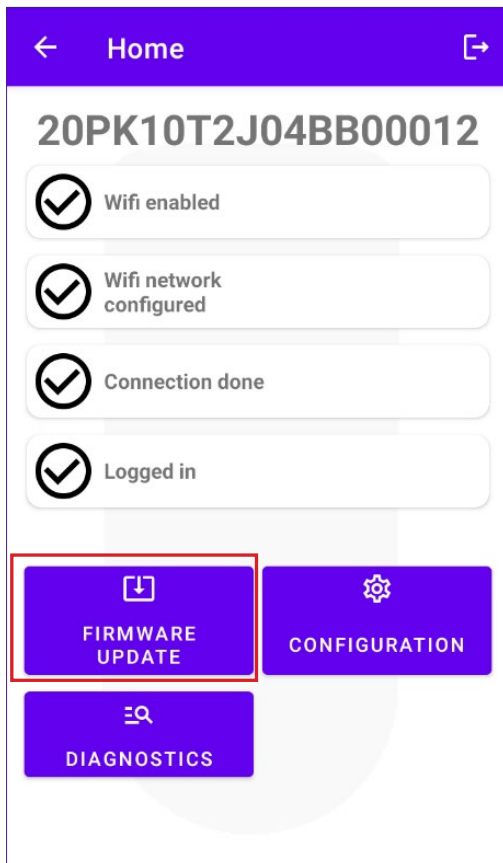 Home
20PK10T2J04BB00012
Wifi enabled
Wifi network
configured
Connection done
Logged in
FIRMWARE
UPDATE
CONFIGURATION
DIAGNOSTICS